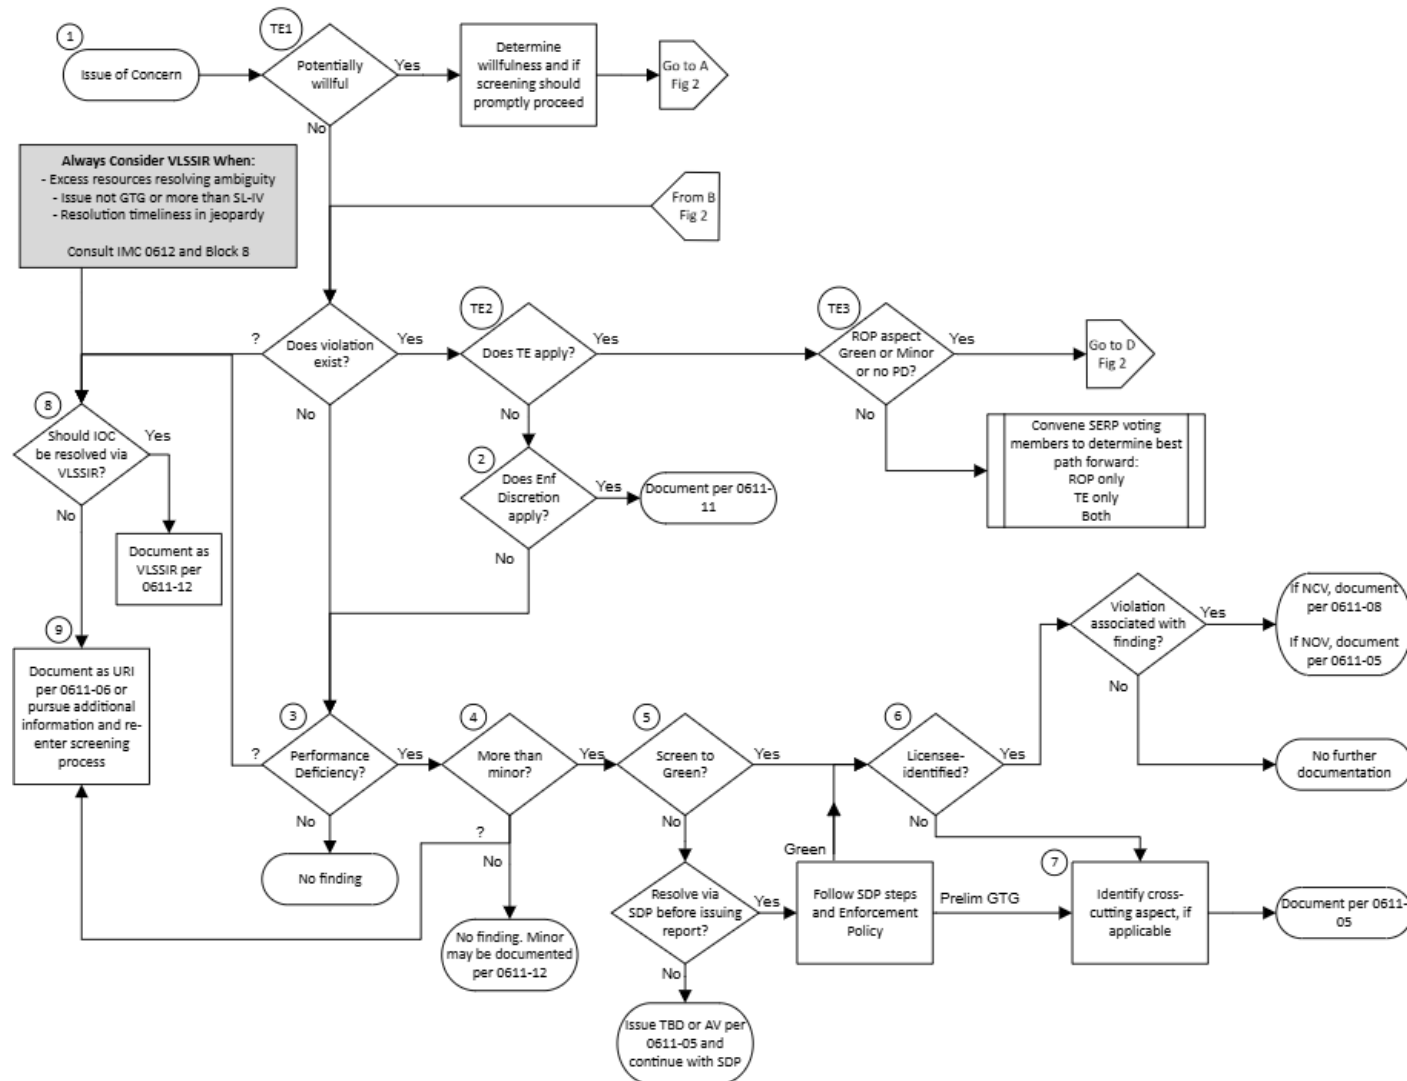 1
Issue of Concern
TE1
Potentially
willful
Yes
No
Determine
willfulness and if
screening should
promptly proceed
Go to A
Fig 2
Always Consider VLSSIR When:
- Excess resources resolving ambiguity
- Issue not GTG or more than SL-IV
- Resolution timeliness in jeopardy
Consult IMC 0612 and Block 8
From B
Fig 2
?
Does violation
exist?
Yes
No
TE2
Does TE apply?
Yes
No
TE3
ROP aspect
Green or Minor
or no PD?
Yes
No
Go to D
Fig 2
Convene SERP voting
members to determine best
path forward:
ROP only
TE only
Both
8
Should IOC
be resolved via
VLSSIR?
Yes
No
2
Does Enf
Discretion
apply?
Yes
No
Document per 0611-
11
Document as
VLSSIR per
0611-12
9
Document as URI
per 0611-06 or
pursue additional
information and re-
enter screening
process
Violation
associated with
finding?
Yes
No
If NCV, document
per 0611-08
If NOV, document
per 0611-05
No further
documentation
3
?
Performance
Deficiency?
Yes
No
No finding
4
More than
minor?
Yes
?
No
No finding. Minor
may be documented
per 0611-12
5
Screen to
Green?
Yes
No
6
Licensee-
identified?
Yes
No
Resolve via
SDP before issuing
report?
Yes
No
Green
Follow SDP steps
and Enforcement
Policy
Prelim GTG
7
Identify cross-
cutting aspect, if
applicable
Document per 0611-
05
Issue TBD or AV per
0611-05 and
continue with SDP